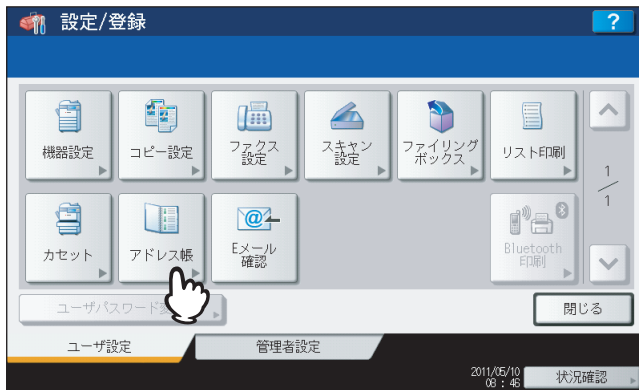 設定/登録
?
機器設定
コピー設定
ファクス
設定
スキャン
設定
ファイリング
ボックス
リスト印刷
1
1
カセット
アドレス帳
Eメール
確認
Bluetooth
印刷
ユーザパスワード変
閉じる
ユーザ設定
管理者設定
2011/05/10
08 : 46
状況確認